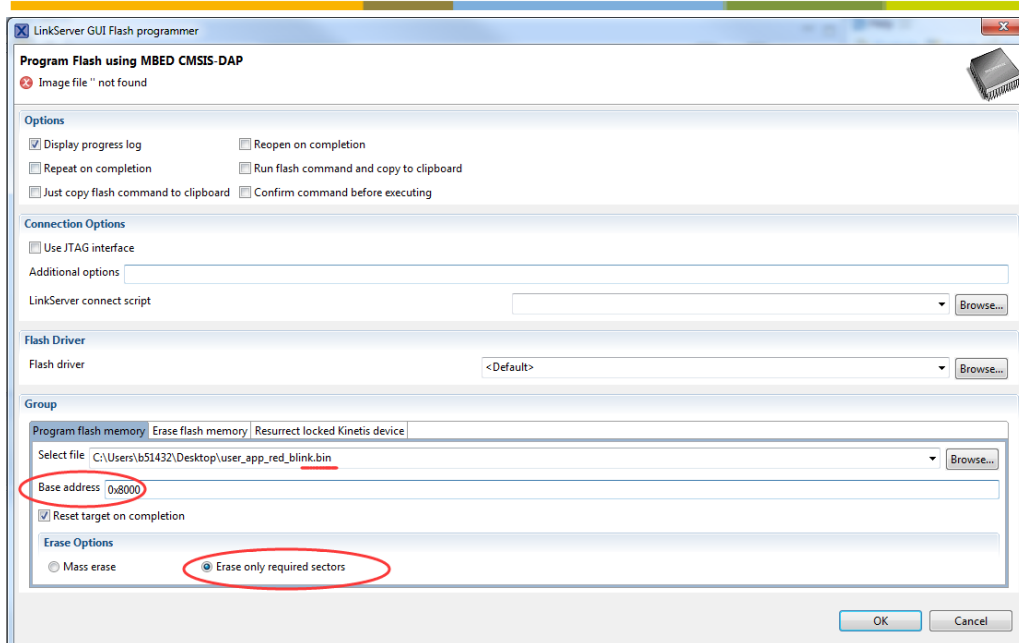 LinkServer GUI Flash programmer
Program Flash using MBED CMSIS-DAP
Image file '' not found
Options
Display progress log
Reopen on completion
Repeat on completion
Run flash command and copy to clipboard
Just copy flash command to clipboard
Confirm command before executing
Connection Options
Use JTAG interface
Additional options
LinkServer connect script
Browse...
Flash Driver
Flash driver
<Default>
Browse...
Group
Program flash memory
Erase flash memory
Resurrect locked Kinetis device
Select file
C:\Users\b51432\Desktop\user_app_red_blink.bin
Browse...
Base address
0x8000
Reset target on completion
Erase Options
Mass erase
Erase only required sectors
OK
Cancel